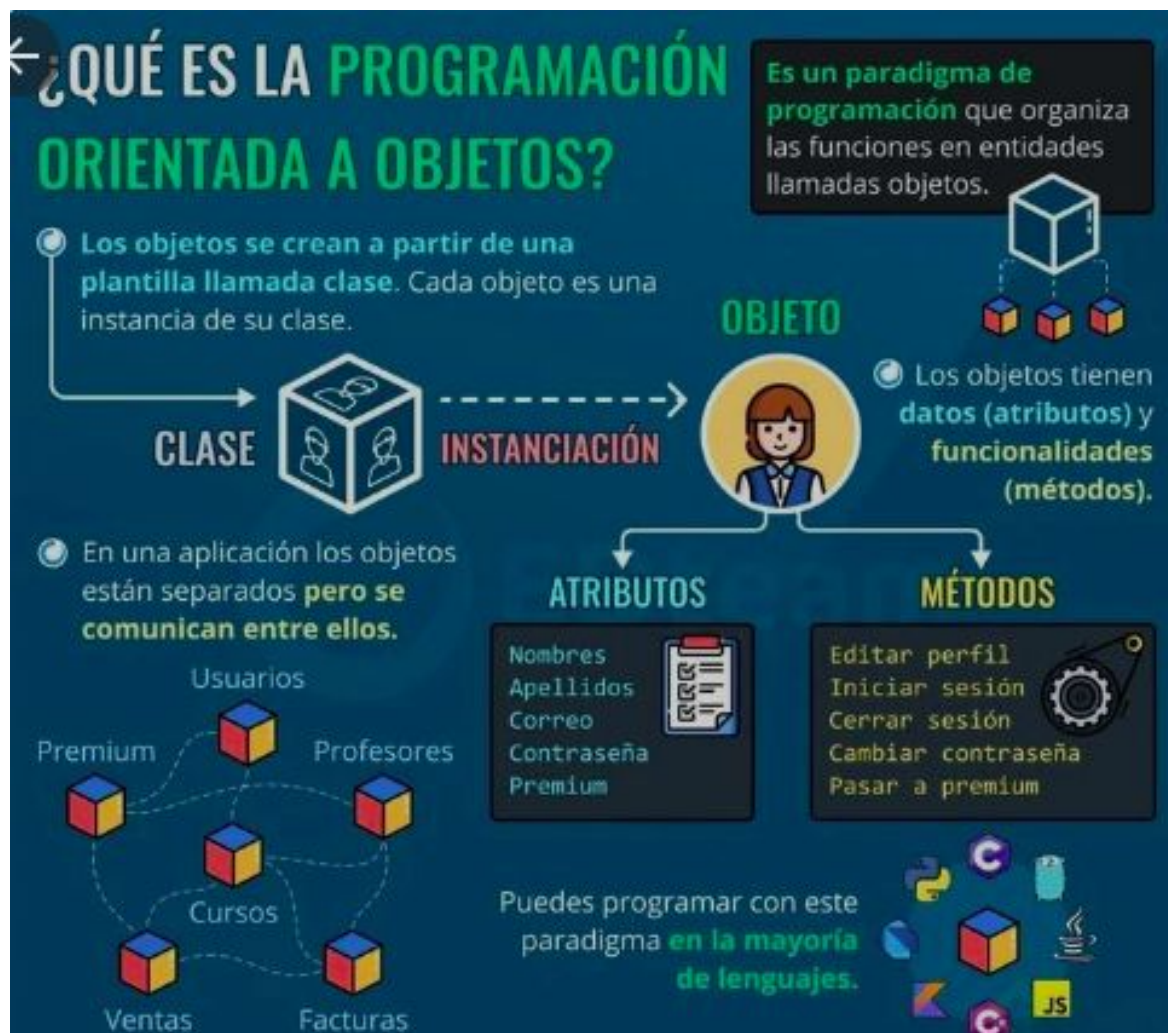 ¿QUÉ ES LA PROGRAMACIÓN
ORIENTADA A OBJETOS?
Es un paradigma de
programación que organiza
las funciones en entidades
llamadas objetos.
Los objetos se crean a partir de una
plantilla llamada clase. Cada objeto es una
instancia de su clase.
CLASE
INSTANCIACIÓN
OBJETO
Los objetos tienen
datos (atributos) y
funcionalidades
(métodos).
En una aplicación los objetos
están separados pero se
comunican entre ellos.
Usuarios
Premium
Profesores
Cursos
Ventas
Facturas
ATRIBUTOS
Nombres
Apellidos
Correo
Contraseña
Premium
MÉTODOS
Editar perfil
Iniciar sesión
Cerrar sesión
Cambiar contraseña
Pasar a premium
Puedes programar con este
paradigma en la mayoría
de lenguajes.
C
JS